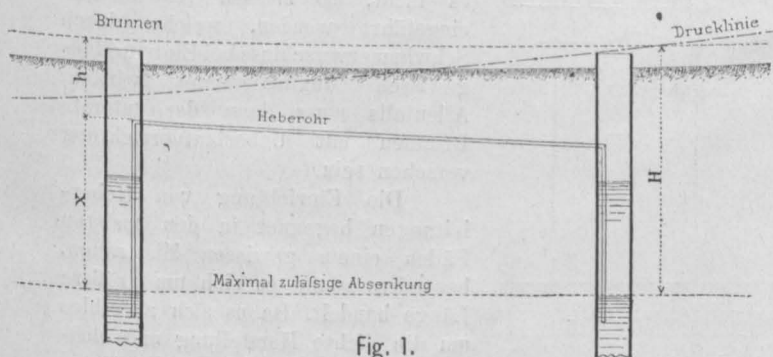 Brunnen
Drucklinie
h
Heberohr
x
H
Maximal zuläſsige Absenkung
Fig. 1.